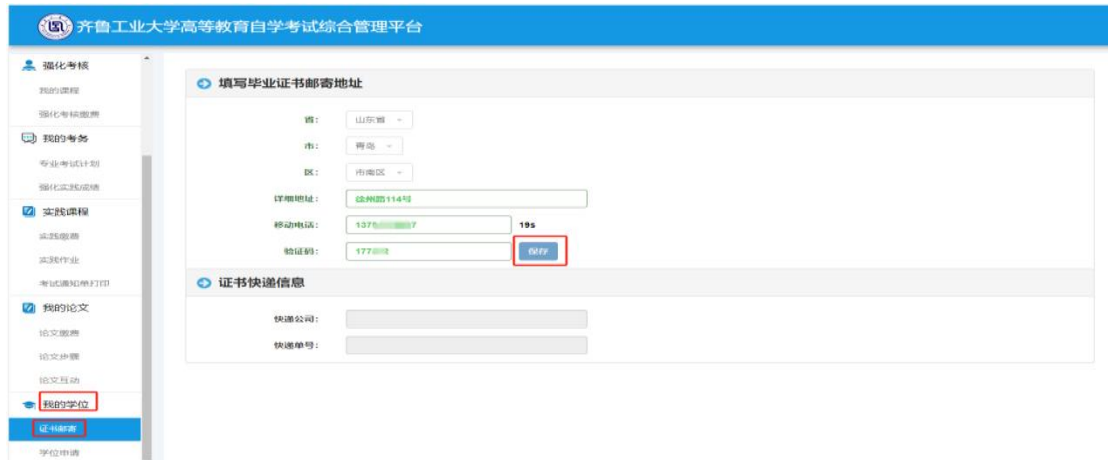 齐鲁工业大学高等教育自学考试综合管理平台
强化考核
我的课程
强化考核缴费
我的考务
专业考试计划
强化实践成绩
实践课程
实践缴费
实践作业
考试通知单打印
我的论文
论文缴费
论文步骤
论文互动
我的学位
证书邮寄
学位申请
填写毕业证书邮寄地址
省： 山东省
市： 青岛
区： 市南区
详细地址： 徐州路114号
移动电话： 137 7 19s
验证码： 177 保存
证书快递信息
快递公司：
快递单号：